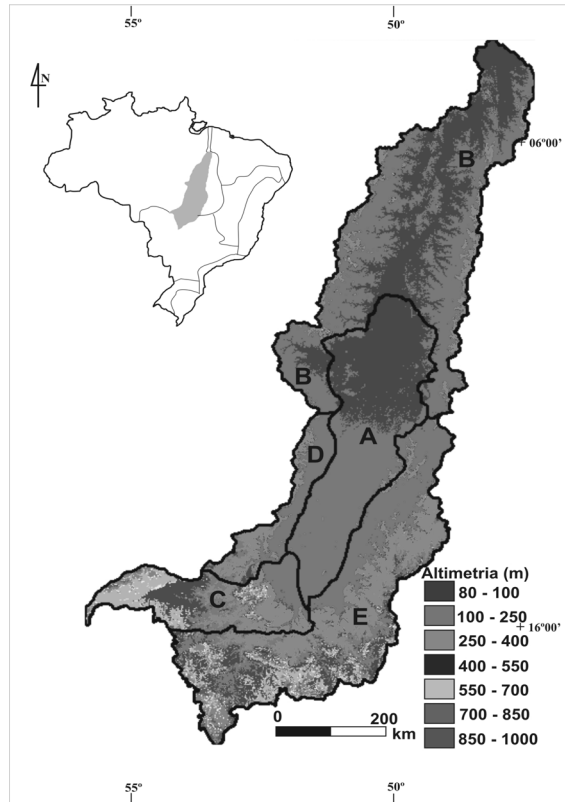 55º
50º
N
06º00'
B
B
A
D
C
E
Altimetria (m)
80 - 100
100 - 250
250 - 400
400 - 550
550 - 700
700 - 850
850 - 1000
16º00'
0 200
km
55º
50º